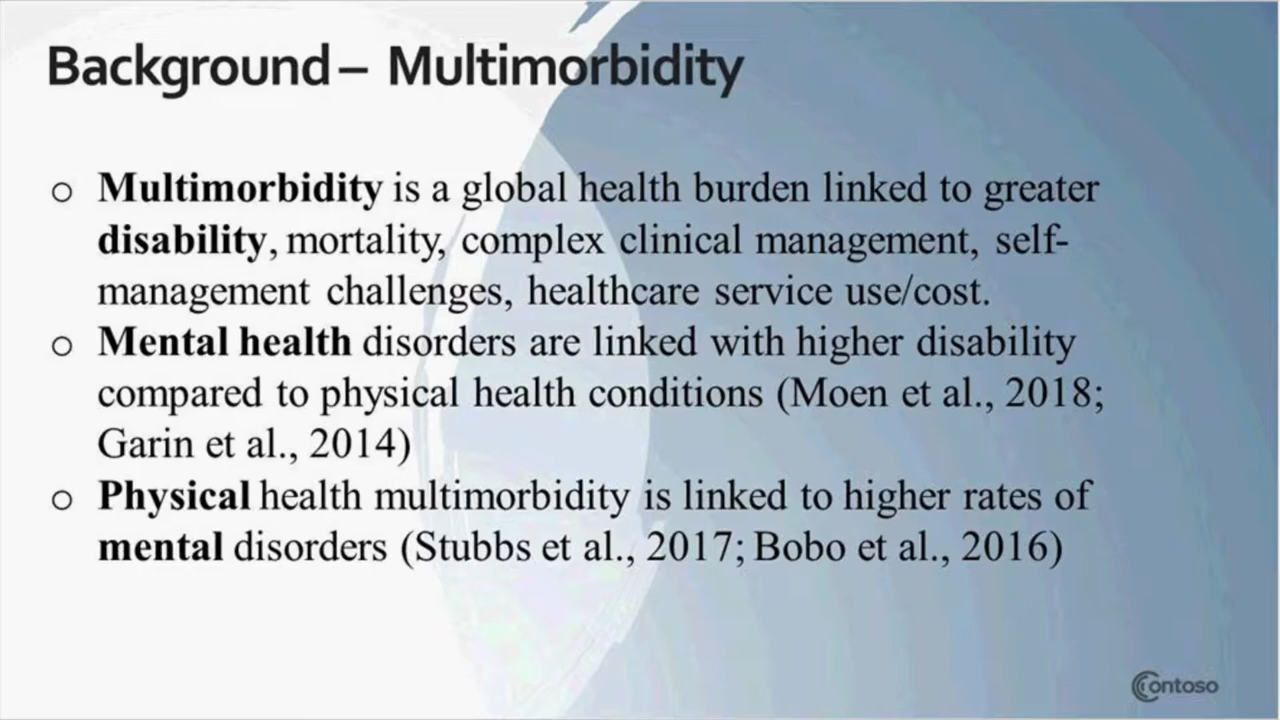 Background – Multimorbidity
o Multimorbidity is a global health burden linked to greater
disability, mortality, complex clinical management, self-
management challenges, healthcare service use/cost.
o Mental health disorders are linked with higher disability
compared to physical health conditions (Moen et al., 2018;
Garin et al., 2014)
o Physical health multimorbidity is linked to higher rates of
mental disorders (Stubbs et al., 2017; Bobo et al., 2016)
Contoso